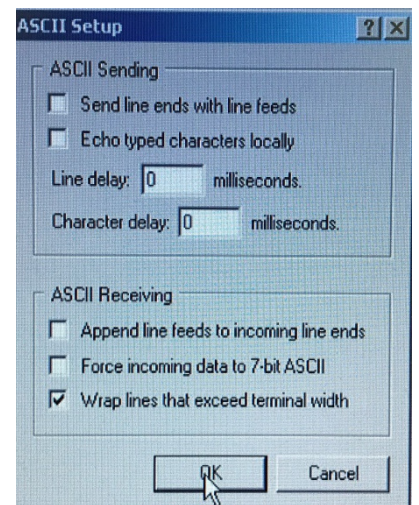 ASCII Setup
ASCII Sending
Send line ends with line feeds
Echo typed characters locally
Line delay: 0 milliseconds.
Character delay: 0 milliseconds.
ASCII Receiving
Append line feeds to incoming line ends
Force incoming data to 7-bit ASCII
Wrap lines that exceed terminal width
OK Cancel